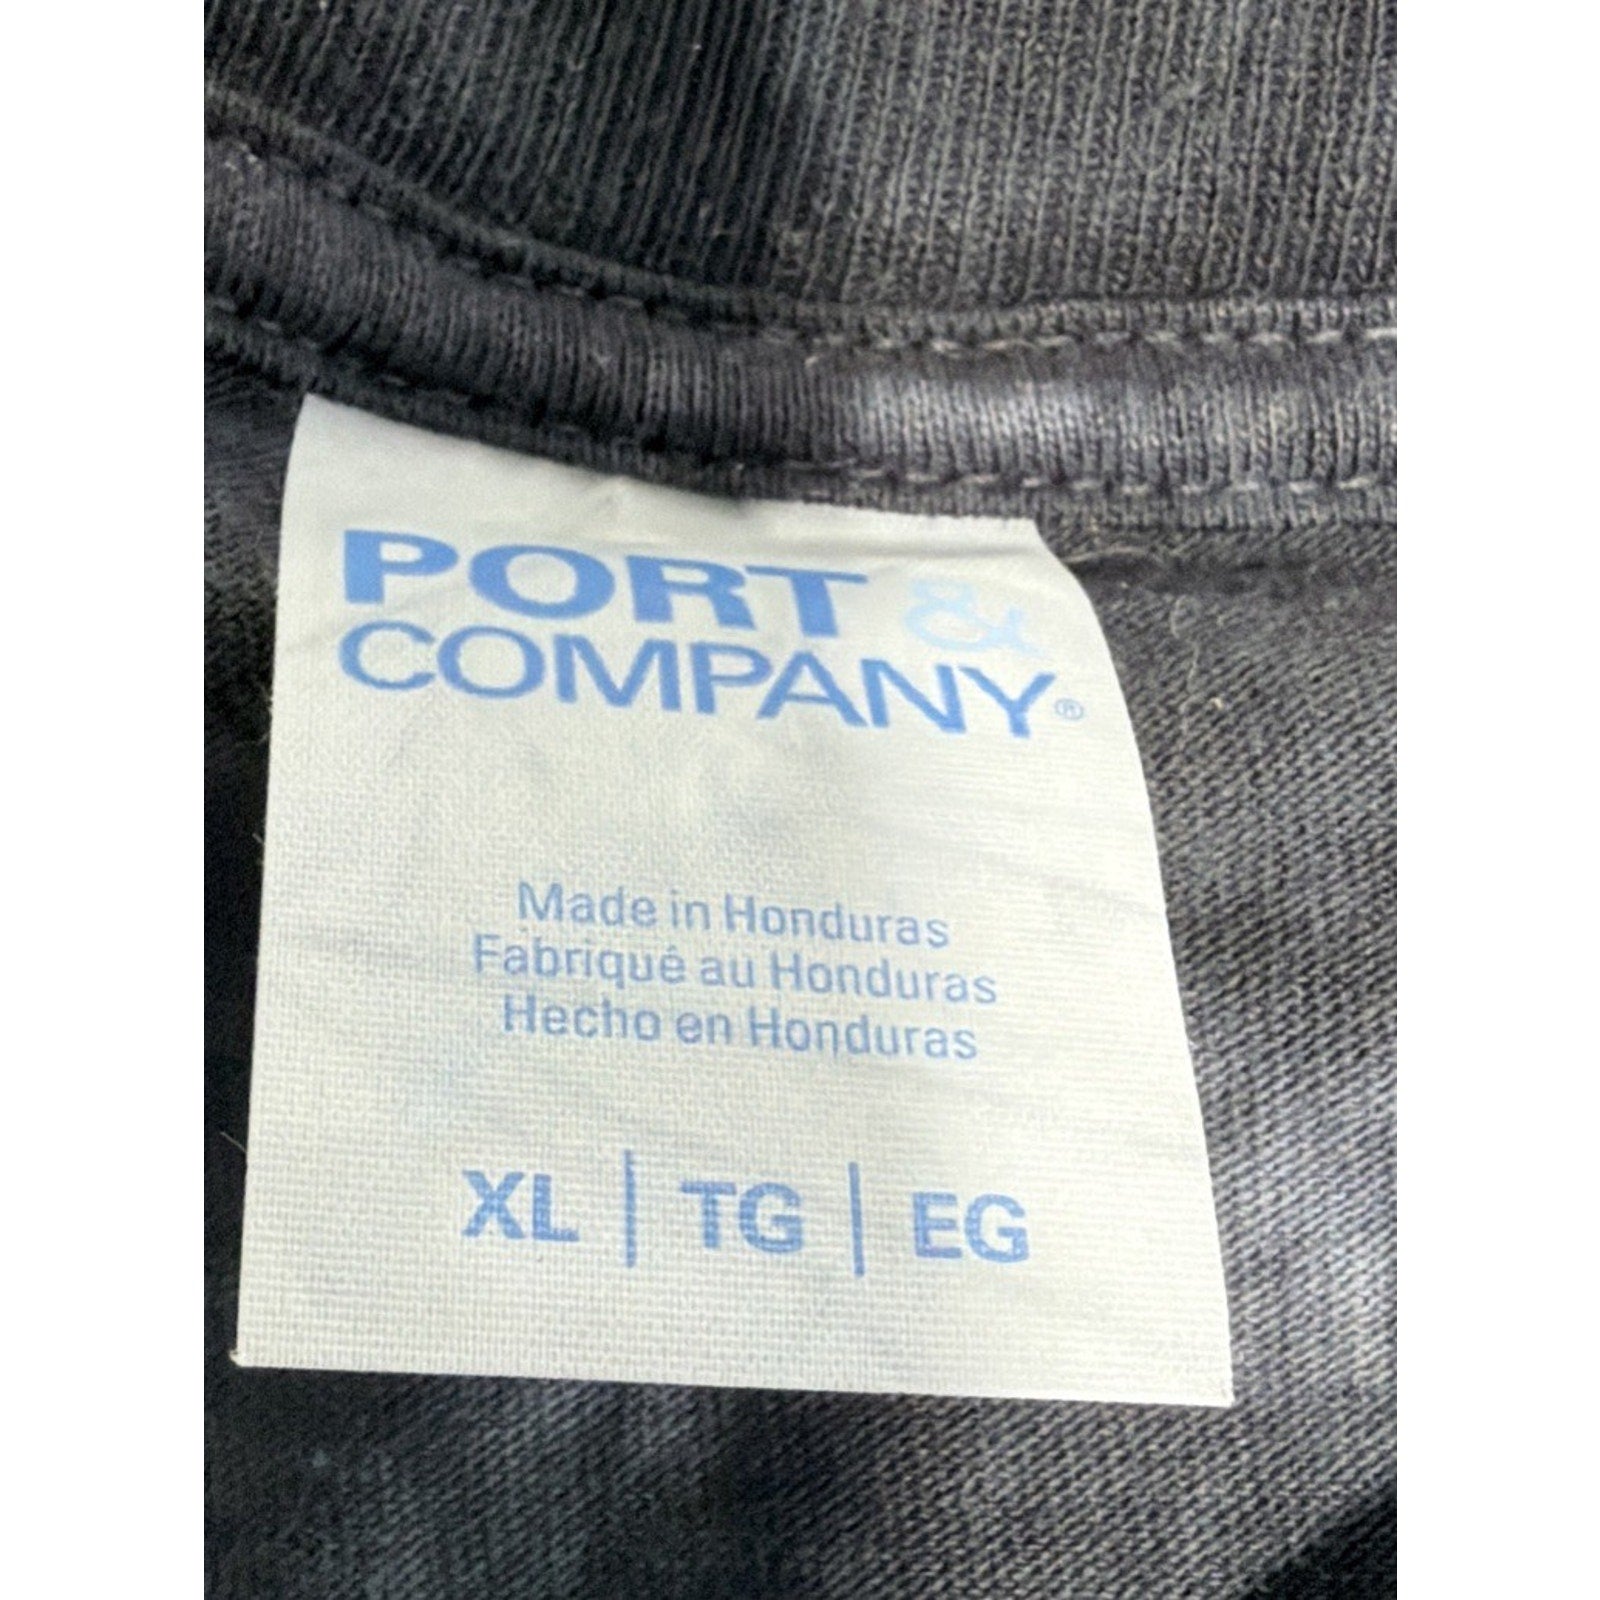 PORT &
COMPANY®
Made in Honduras
Fabriqué au Honduras
Hecho en Honduras
XL | TG | EG